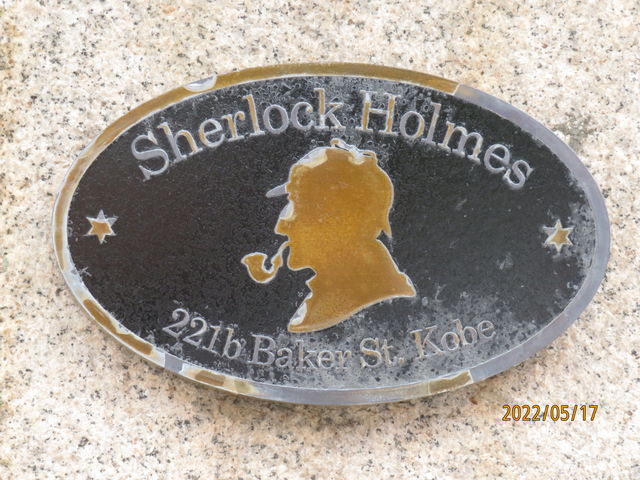 Sherlock Holmes
221b Baker St. Kobe
2022/05/17